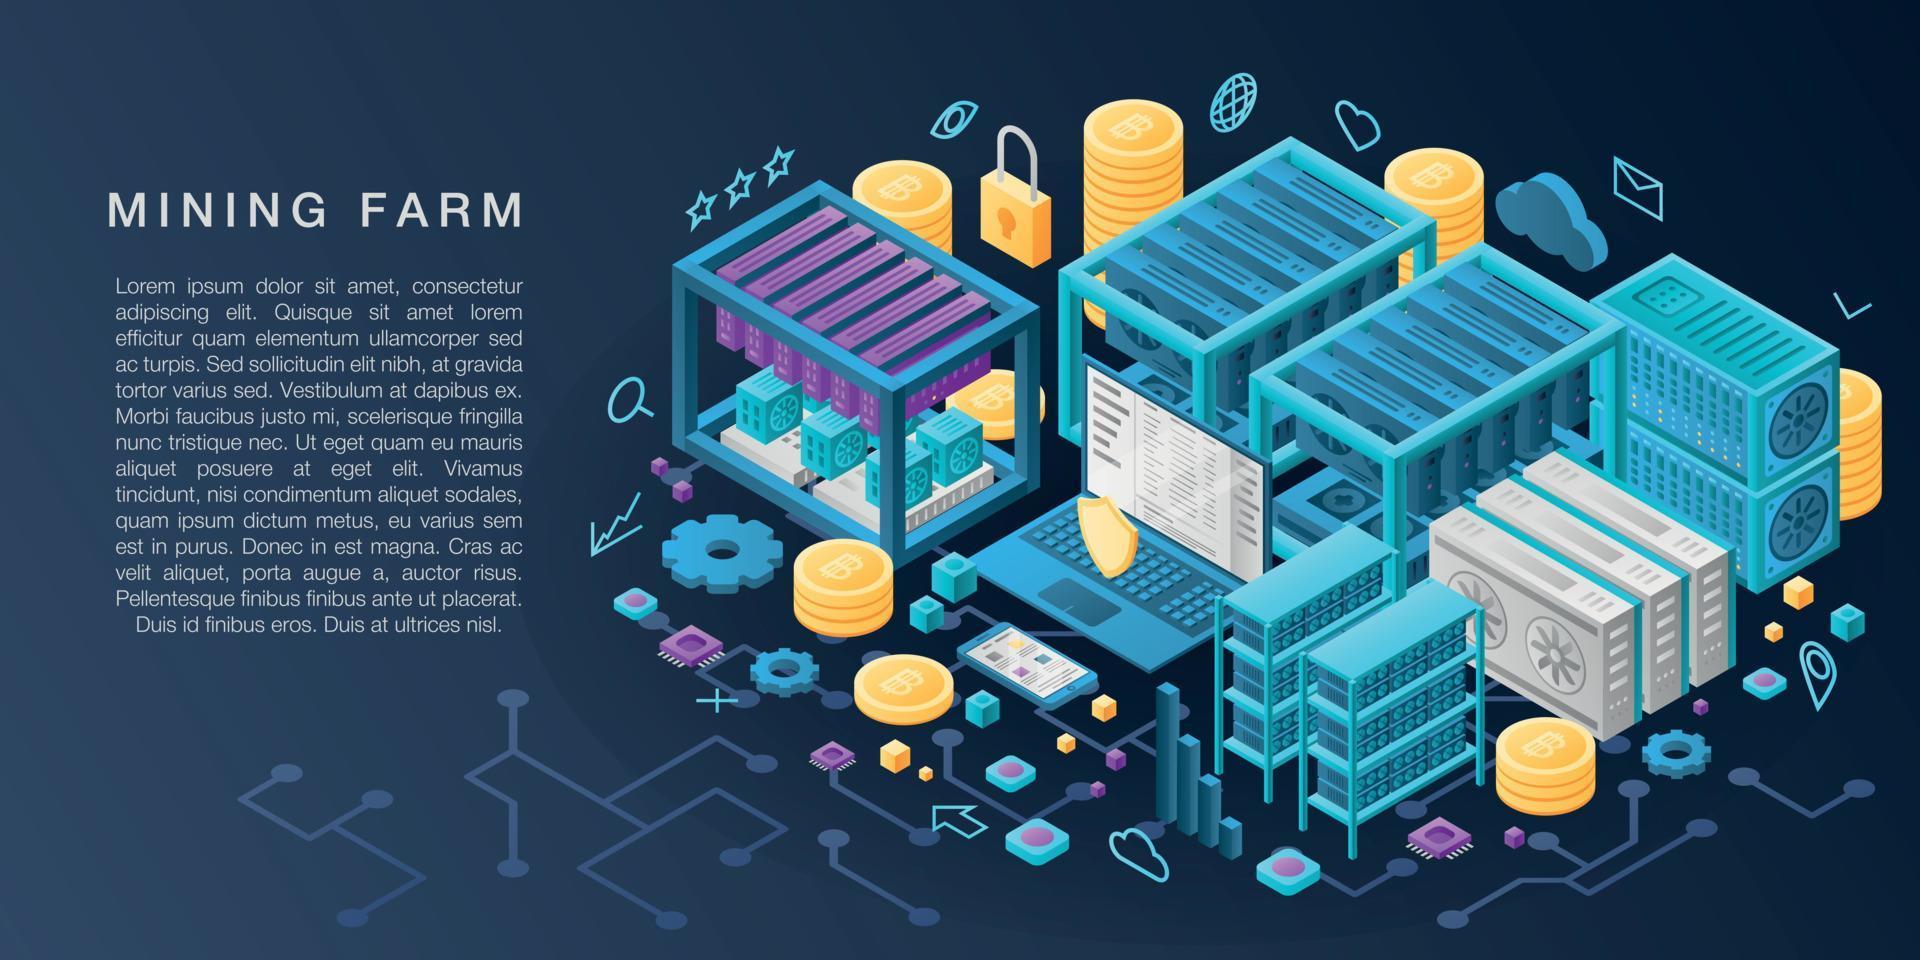 MINING FARM
Lorem ipsum dolor sit amet, consectetur
adipiscing elit. Quisque sit amet lorem
efficitur quam elementum ullamcorper sed
ac turpis. Sed sollicitudin elit nibh, at gravida
tortor varius sed. Vestibulum at dapibus ex.
Morbi faucibus justo mi, scelerisque fringilla
nunc tristique nec. Ut eget quam eu mauris
aliquet posuere at eget elit. Vivamus
tincidunt, nisi condimentum aliquet sodales,
quam ipsum dictum metus, eu varius sem
est in purus. Donec in est magna. Cras ac
velit aliquet, porta augue a, auctor risus.
Pellentesque finibus finibus ante ut placerat.
Duis id finibus eros. Duis at ultrices nisl.